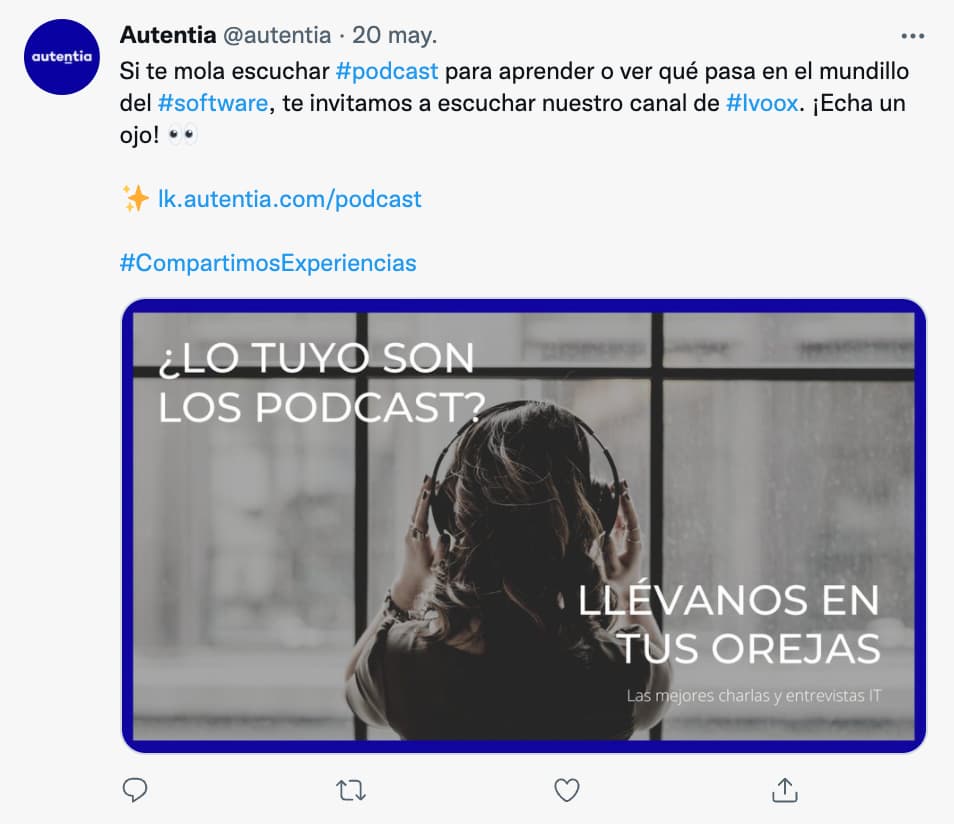 autentia
Autentia @autentia · 20 may.
Si te mola escuchar #podcast para aprender o ver qué pasa en el mundillo
del #software, te invitamos a escuchar nuestro canal de #Ivoox. ¡Echa un
ojo! 👀
✨ lk.autentia.com/podcast
#CompartimosExperiencias
¿LO TUYO SON
LOS PODCAST?
LLÉVANOS EN
TUS OREJAS
Las mejores charlas y entrevistas IT